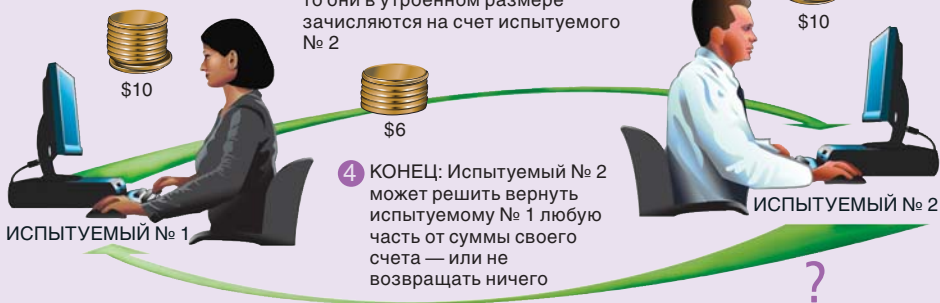 то они в утроенном размере
зачисляются на счет испытуемого
№ 2
$10
$10
$6
4 КОНЕЦ: Испытуемый № 2
может решить вернуть
испытуемому № 1 любую
часть от суммы своего
счета — или не
возвращать ничего
ИСПЫТУЕМЫЙ № 1
ИСПЫТУЕМЫЙ № 2
?